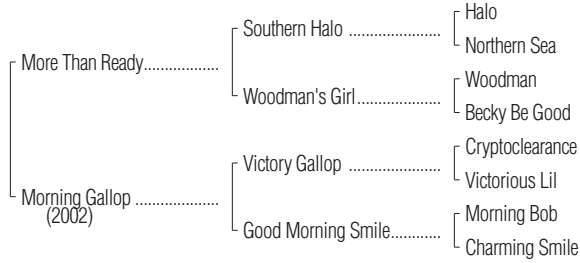 Halo
Southern Halo ...................
Northern Sea
More Than Ready................
Woodman
Woodman's Girl.................
Becky Be Good
Cryptoclearance
Victory Gallop ...................
Victorious Lil
Morning Gallop .................
(2002)
Morning Bob
Good Morning Smile............
Charming Smile